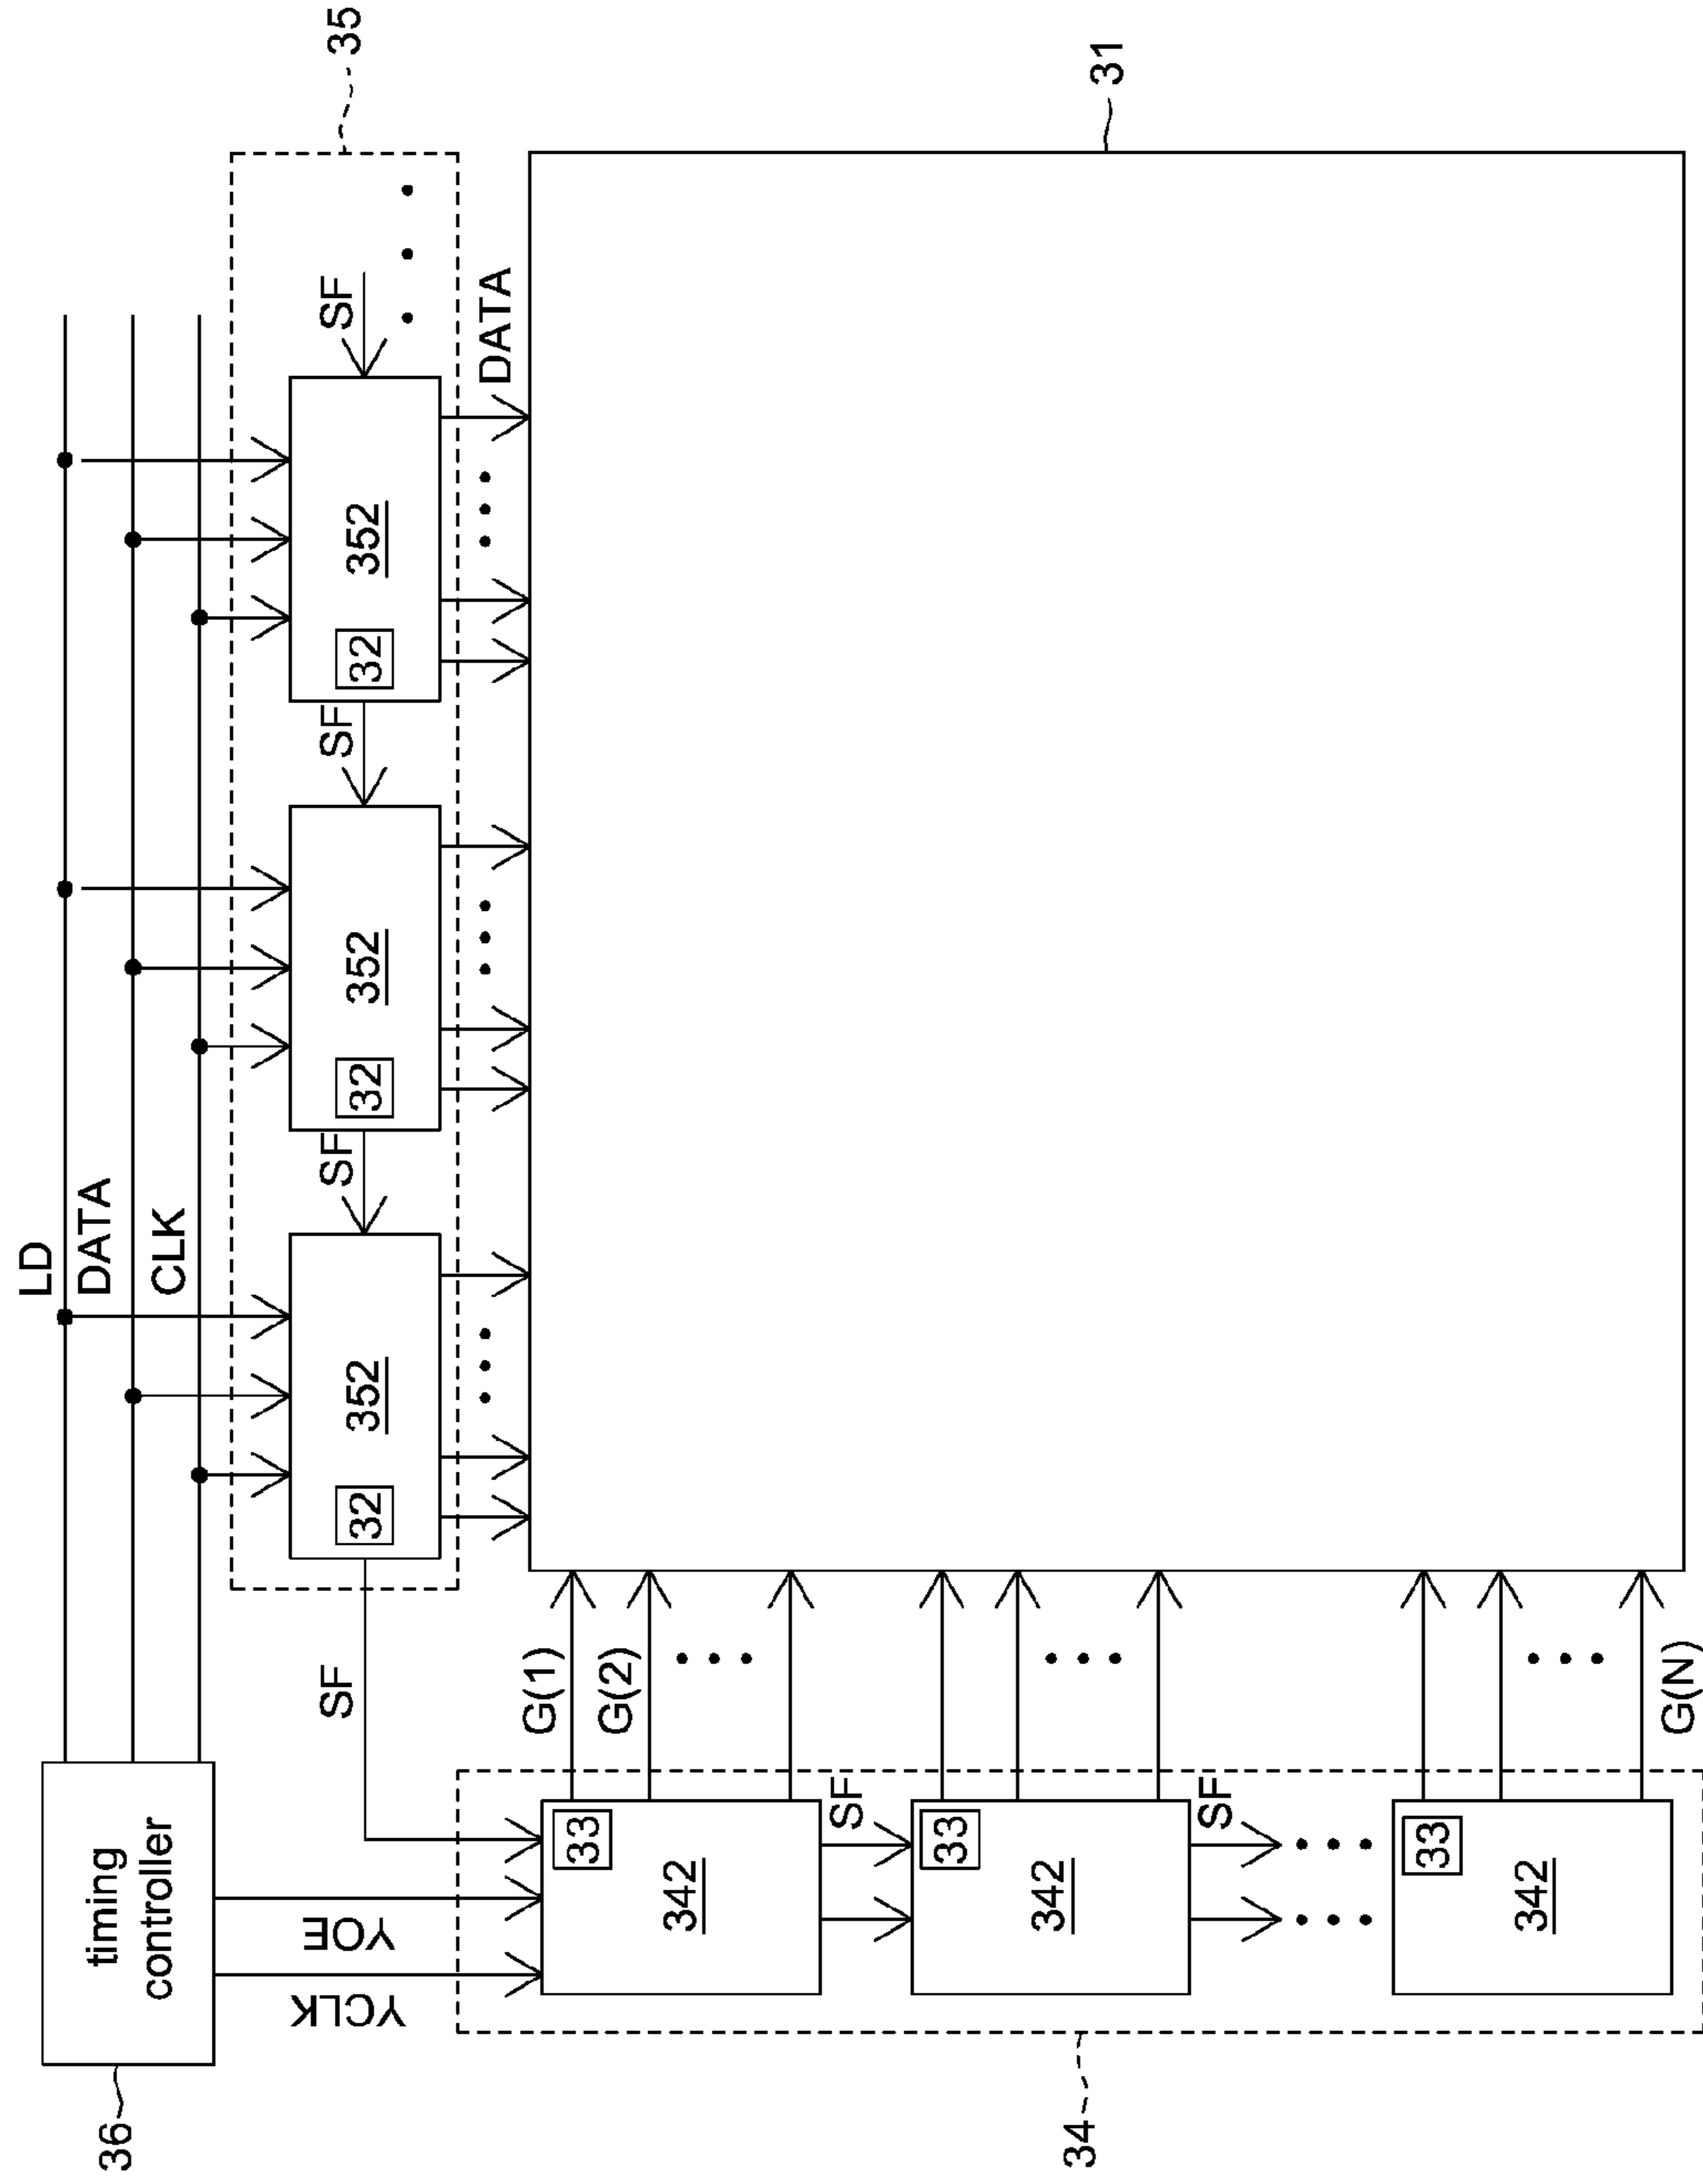 LD
36
timing
controller
DATA
CLK
YCLK
YOE
SF
SF
SF
SF
35
32
352
32
352
32
352
DATA
G(1)
33
G(2)
342
SF
33
342
34
31
SF
33
342
G(N)